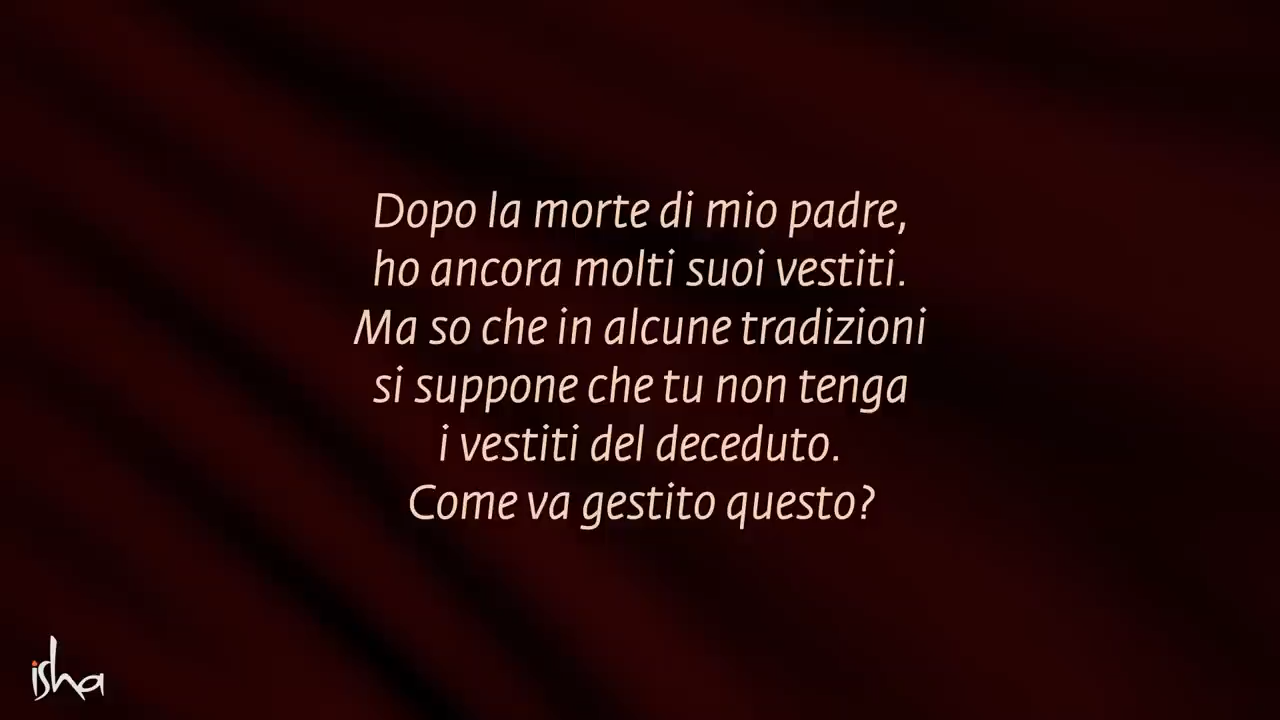 Dopo la morte di mio padre,
ho ancora molti suoi vestiti.
Ma so che in alcune tradizioni
si suppone che tu non tenga
i vestiti del deceduto.
Come va gestito questo?
isha